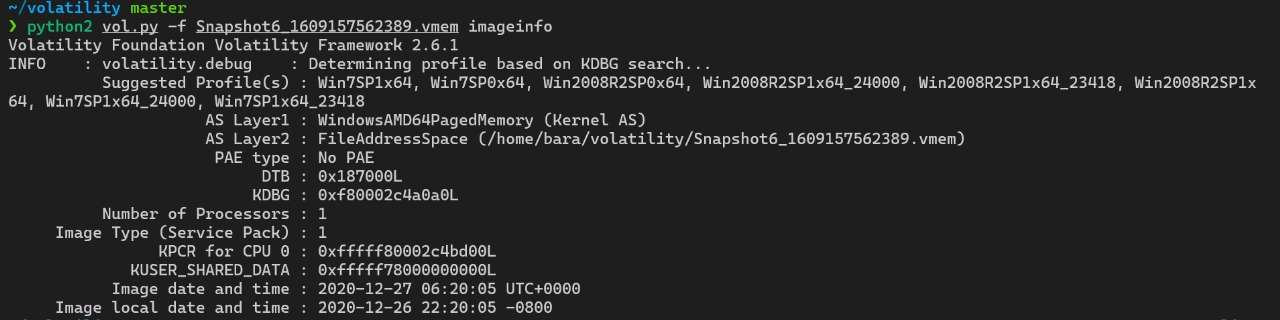 ~/volatility master
❯ python2 vol.py -f Snapshot6_1609157562389.vmem imageinfo
Volatility Foundation Volatility Framework 2.6.1
INFO    : volatility.debug    : Determining profile based on KDBG search...
          Suggested Profile(s) : Win7SP1x64, Win7SP0x64, Win2008R2SP0x64, Win2008R2SP1x64_24000, Win2008R2SP1x64_23418, Win2008R2SP1x
64, Win7SP1x64_24000, Win7SP1x64_23418
                     AS Layer1 : WindowsAMD64PagedMemory (Kernel AS)
                     AS Layer2 : FileAddressSpace (/home/bara/volatility/Snapshot6_1609157562389.vmem)
                      PAE type : No PAE
                           DTB : 0x187000L
                          KDBG : 0xf80002c4a0a0L
          Number of Processors : 1
     Image Type (Service Pack) : 1
                KPCR for CPU 0 : 0xfffff80002c4bd00L
             KUSER_SHARED_DATA : 0xfffff78000000000L
           Image date and time : 2020-12-27 06:20:05 UTC+0000
     Image local date and time : 2020-12-26 22:20:05 -0800